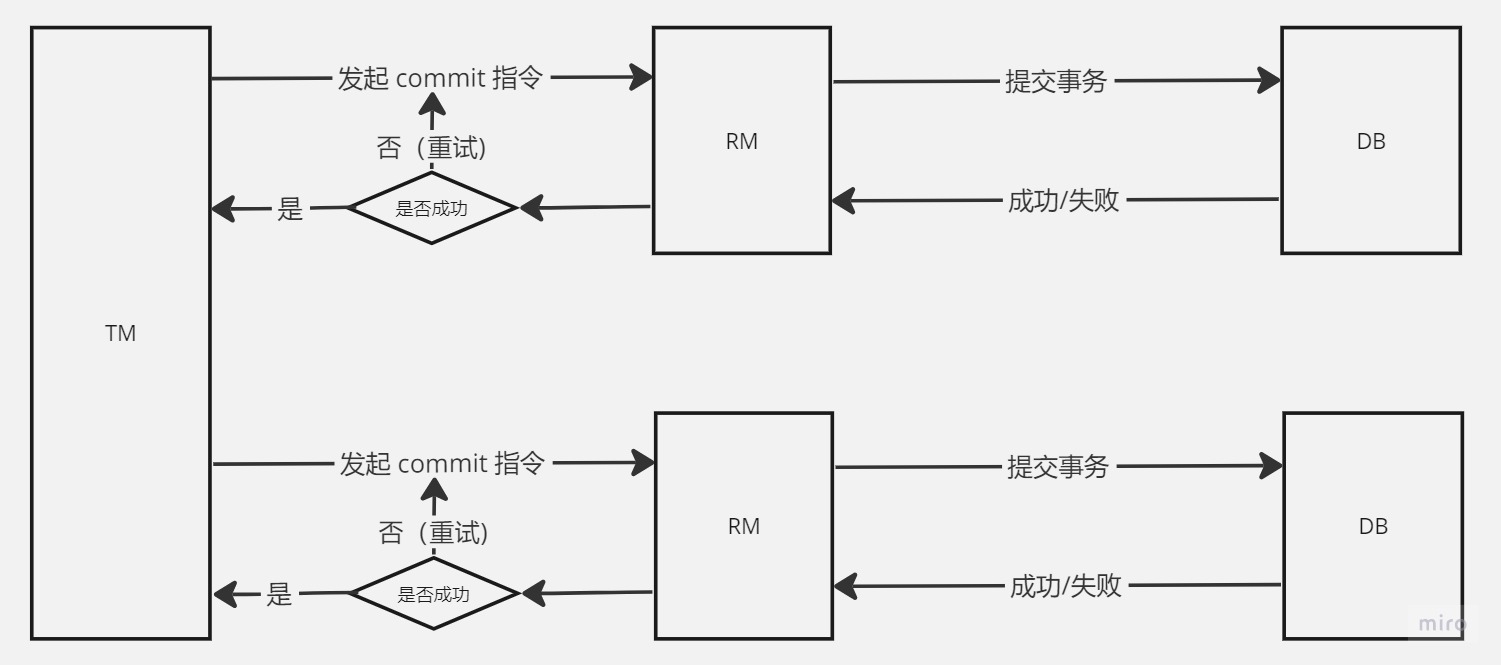 发起 commit 指令
提交事务
RM
DB
否（重试)
是
是否成功
成功/失败
TM
发起 commit 指令
提交事务
RM
DB
否（重试)
是
是否成功
成功/失败
miro